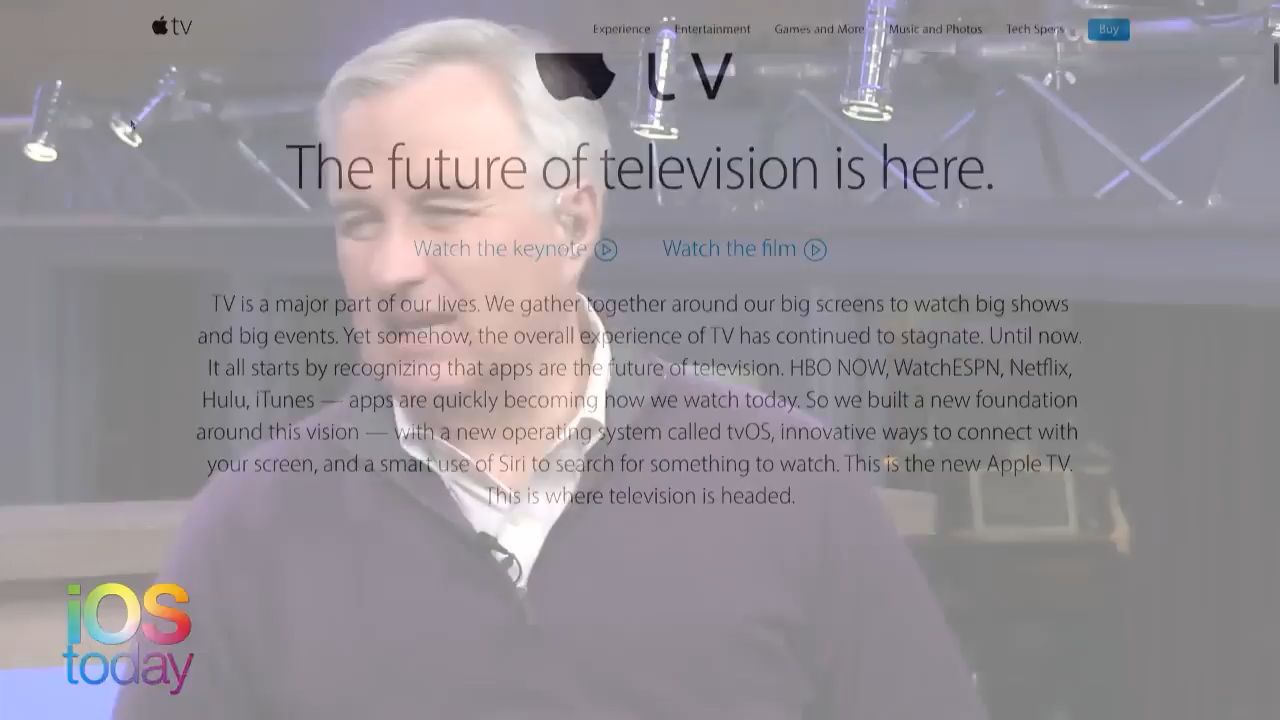 tv
Experience Entertainment Games and More Music and Photos Tech Specs Buy
tv
The future of television is here.
Watch the keynote Watch the film
TV is a major part of our lives. We gather together around our big screens to watch big shows
and big events. Yet somehow, the overall experience of TV has continued to stagnate. Until now.
It all starts by recognizing that apps are the future of television. HBO NOW, WatchESPN, Netflix,
Hulu, iTunes — apps are quickly becoming how we watch today. So we built a new foundation
around this vision — with a new operating system called tvOS, innovative ways to connect with
your screen, and a smart use of Siri to search for something to watch. This is the new Apple TV.
This is where television is headed.
iOS
today